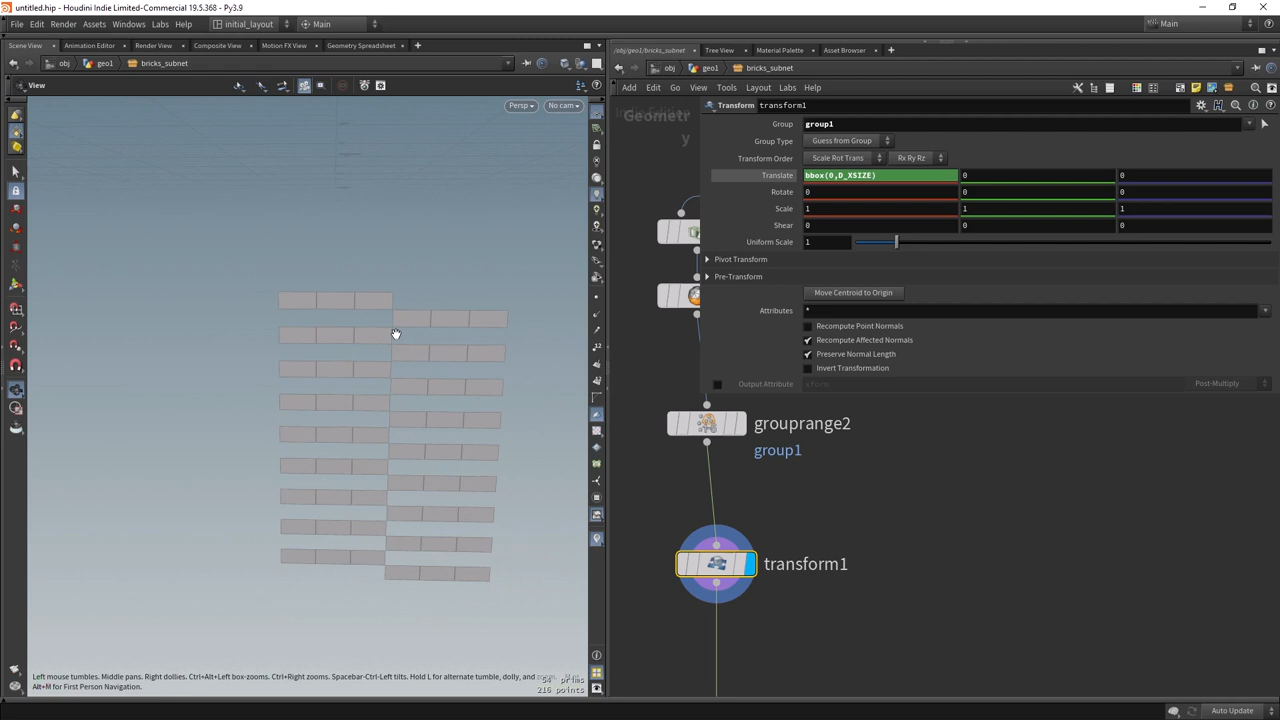 untitled.hip - Houdini Indie Limited-Commercial 19.5.368 - Py3.9
File Edit Render Assets Windows Labs Help initial_layout Main Main
Scene View Animation Editor Render View Composite View Motion FX View Geometry Spreadsheet
obj geo1 bricks_subnet
View
Persp No cam
Left mouse tumbles. Middle pans. Right dollies. Ctrl+Alt+Left box-zooms. Ctrl+Right zooms. Spacebar-Ctrl-Left tilts. Hold L for alternate tumble, dolly, and zoom. M or
Alt+M for First Person Navigation.
54 prims
216 points
/obj/geo1/bricks_subnet Tree View Material Palette Asset Browser
obj geo1 bricks_subnet
Add Edit Go View Tools Layout Labs Help
Indie Edition
Geometr
y
Transform transform1
Group group1
Group Type Guess from Group
Transform Order Scale Rot Trans Rx Ry Rz
Translate bbox(0,D_XSIZE) 0 0
Rotate 0 0 0
Scale 1 1 1
Shear 0 0 0
Uniform Scale 1
Pivot Transform
Pre-Transform
Move Centroid to Origin
Attributes *
Recompute Point Normals
Recompute Affected Normals
Preserve Normal Length
Invert Transformation
Output Attribute xform Post-Multiply
grouprange2
group1
transform1
Auto Update